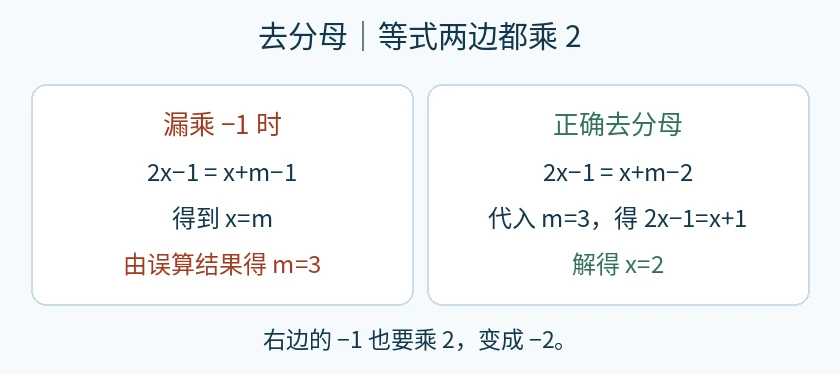 去分母｜等式两边都乘 2
漏乘 −1 时
2x−1 = x+m−1
得到 x=m
由误算结果得 m=3
正确去分母
2x−1 = x+m−2
代入 m=3，得 2x−1=x+1
解得 x=2
右边的 −1 也要乘 2，变成 −2。